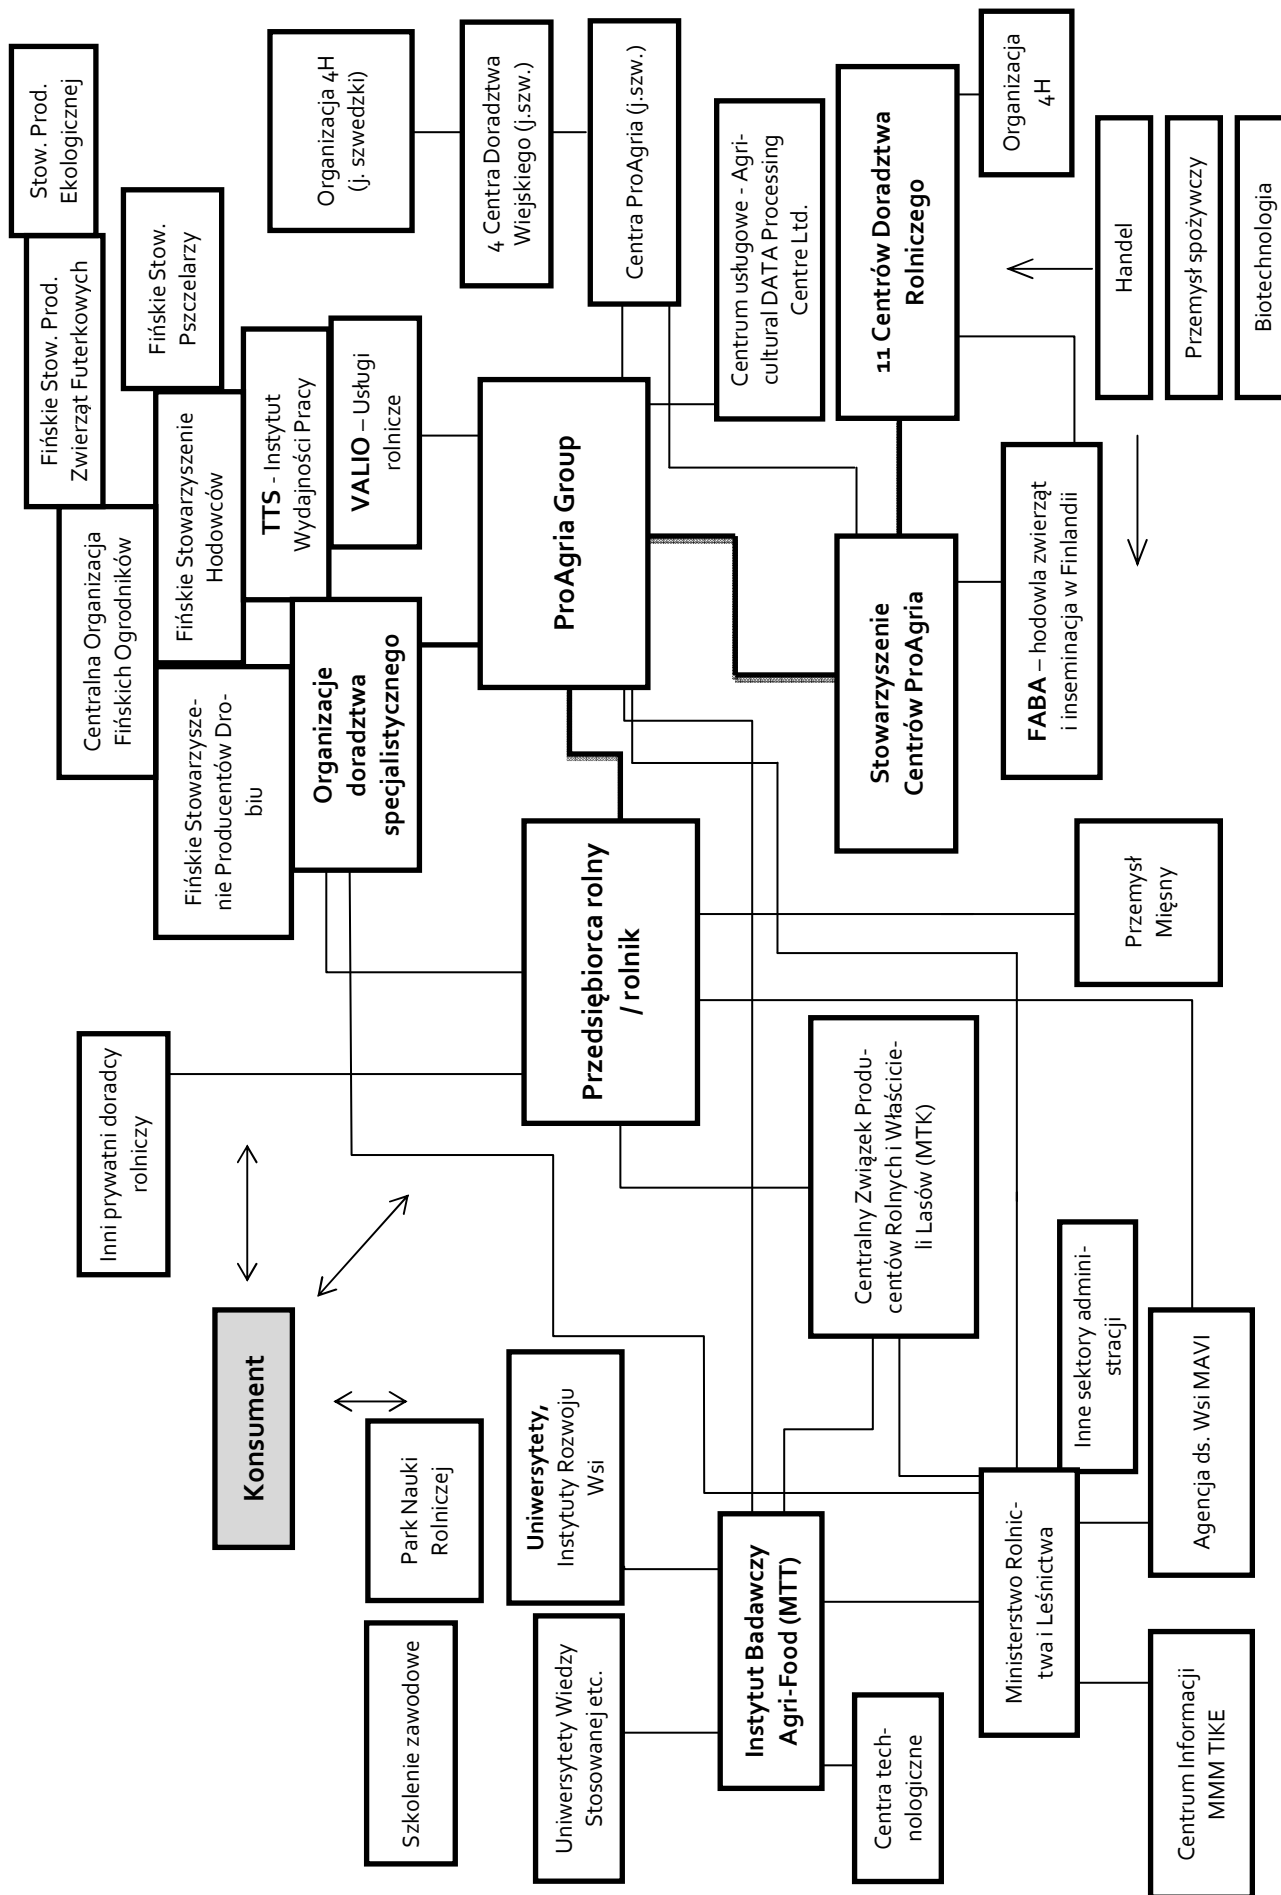 Szkolenie zawodowe
Park Nauki
Rolniczej
Konsument
Inni prywatni doradcy
rolniczy
Fińskie Stowarzysze-
nie Producentów Dro-
biu
Centralna Organizacja
Fińskich Ogrodników
Fińskie Stow. Prod.
Zwierząt Futerkowych
Stow. Prod.
Ekologicznej
Fińskie Stowarzyszenie
Hodowców
Fińskie Stow.
Pszczelarzy
Organizacje
doradztwa
specjalistycznego
TTS - Instytut
Wydajności Pracy
VALIO – Usługi
rolnicze
Organizacja 4H
(j. szwedzki)
4 Centra Doradztwa
Wiejskiego (j.szw.)
Centra ProAgria (j.szw.)
Uniwersytety Wiedzy
Stosowanej etc.
Uniwersytety,
Instytuty Rozwoju
Wsi
Przedsiębiorca rolny
/ rolnik
ProAgria Group
Centrum usługowe - Agri-
cultural DATA Processing
Centre Ltd.
Instytut Badawczy
Agri-Food (MTT)
Centra tech-
nologiczne
Centralny Związek Produ-
centów Rolnych i Właścicie-
li Lasów (MTK)
Stowarzyszenie
Centrów ProAgria
11 Centrów Doradztwa
Rolniczego
Organizacja
4H
Ministerstwo Rolnic-
twa i Leśnictwa
Inne sektory admini-
stracji
Centrum Informacji
MMM TIKE
Agencja ds. Wsi MAVI
Przemysł
Mięsny
FABA – hodowla zwierząt
i inseminacja w Finlandii
Handel
Przemysł spożywczy
Biotechnologia